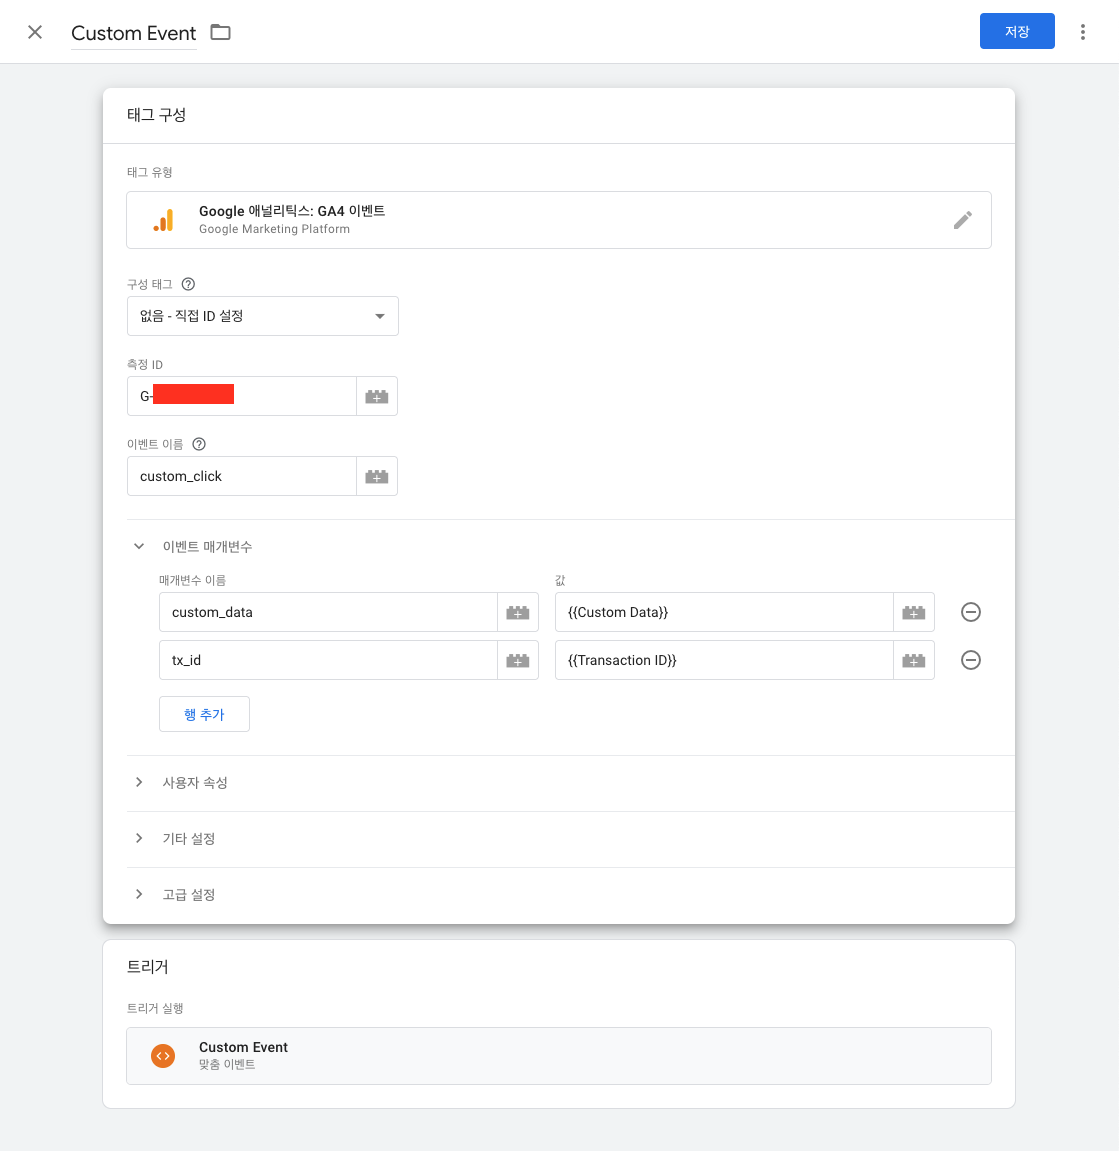 Custom Event
저장
태그 구성
태그 유형
Google 애널리틱스: GA4 이벤트
Google Marketing Platform
구성 태그
없음 - 직접 ID 설정
측정 ID
G-
이벤트 이름
custom_click
이벤트 매개변수
매개변수 이름 값
custom_data {{Custom Data}}
tx_id {{Transaction ID}}
행 추가
사용자 속성
기타 설정
고급 설정
트리거
트리거 실행
Custom Event
맞춤 이벤트